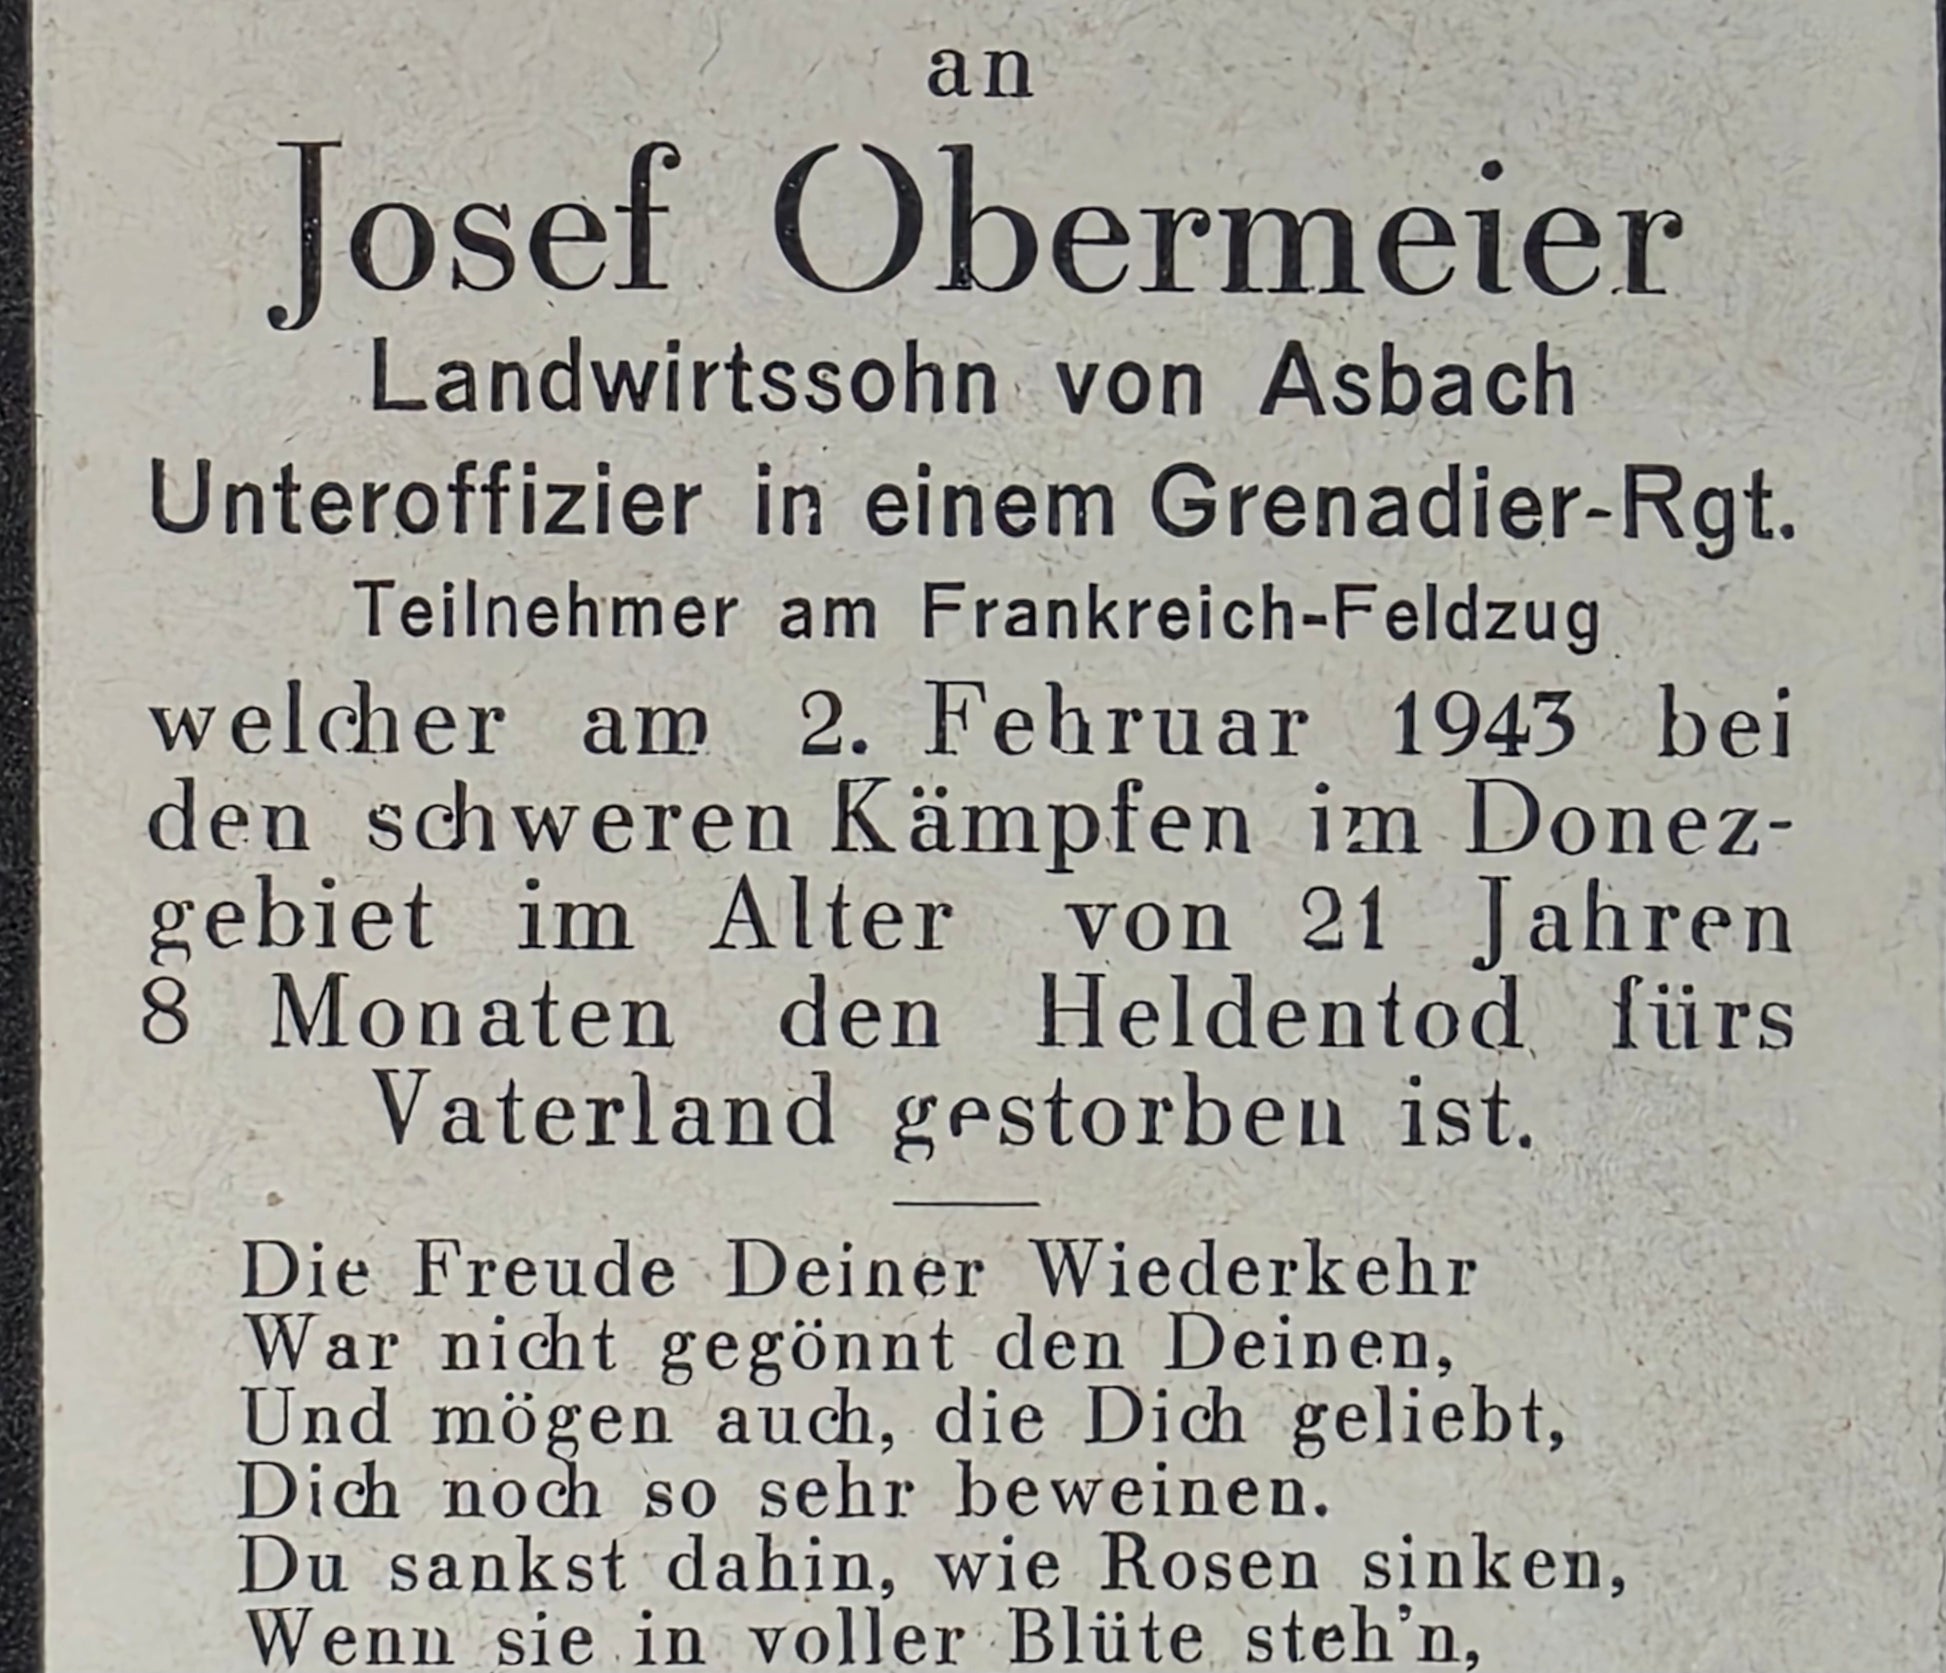 an
Josef Obermeier
Landwirtssohn von Asbach
Unteroffizier in einem Grenadier-Rgt.
Teilnehmer am Frankreich-Feldzug
welcher am 2. Februar 1943 bei
den schweren Kämpfen im Donez-
gebiet im Alter von 21 Jahren
8 Monaten den Heldentod fürs
Vaterland gestorben ist.
Die Freude Deiner Wiederkehr
War nicht gegönnt den Deinen,
Und mögen auch, die Dich geliebt,
Dich noch so sehr beweinen.
Du sankst dahin, wie Rosen sinken,
Wenn sie in voller Blüte steh'n,